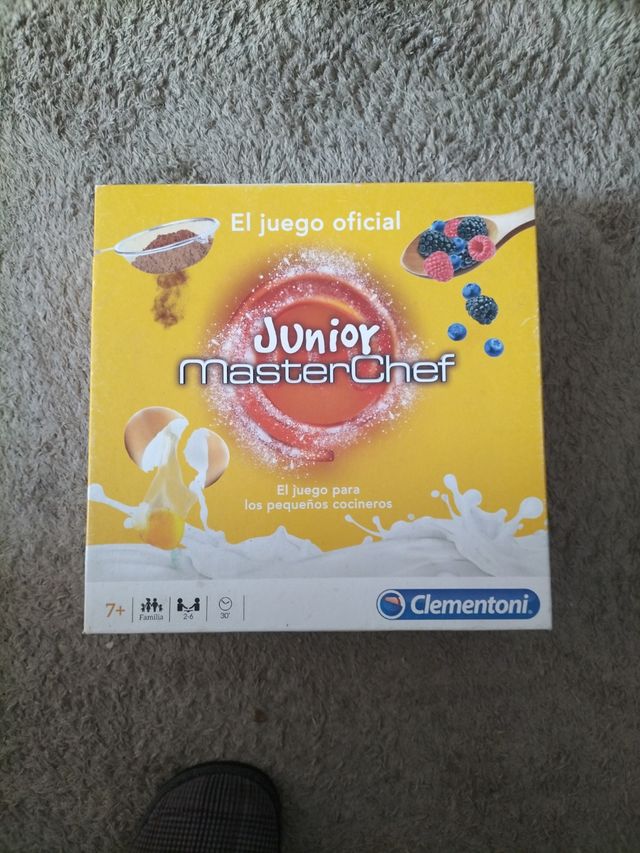 El juego oficial
Junior
MasterChef
El juego para
los pequeños cocineros
7+
Familia
2-6
30'
Clementoni